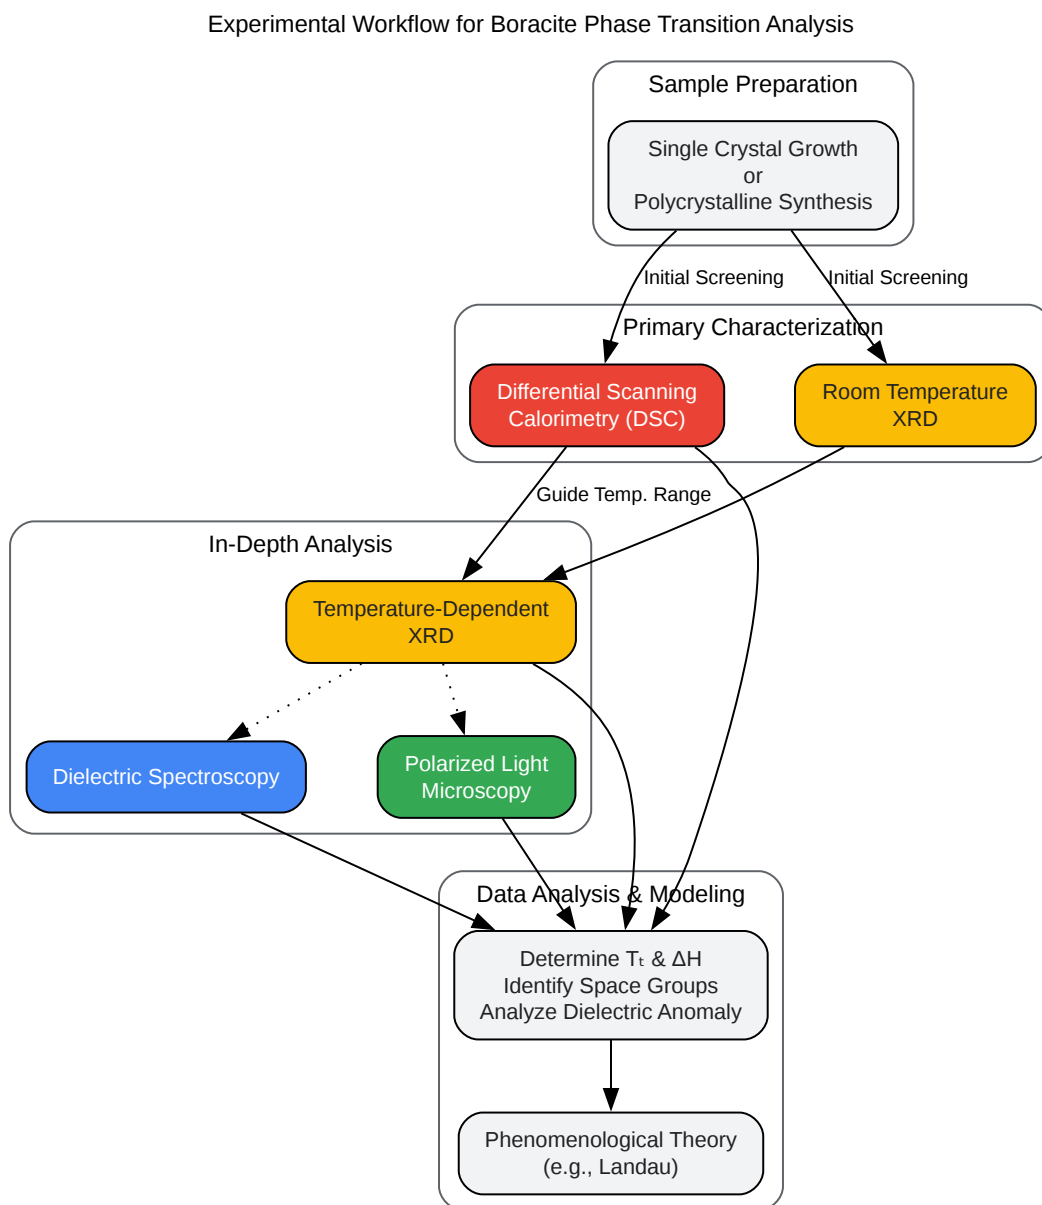 Experimental Workflow for Boracite Phase Transition Analysis
Sample Preparation
Single Crystal Growth
or
Polycrystalline Synthesis
Initial Screening
Initial Screening
Primary Characterization
Differential Scanning
Calorimetry (DSC)
Room Temperature
XRD
Guide Temp. Range
In-Depth Analysis
Temperature-Dependent
XRD
Dielectric Spectroscopy
Polarized Light
Microscopy
Data Analysis & Modeling
Determine Tₜ & ΔH
Identify Space Groups
Analyze Dielectric Anomaly
Phenomenological Theory
(e.g., Landau)